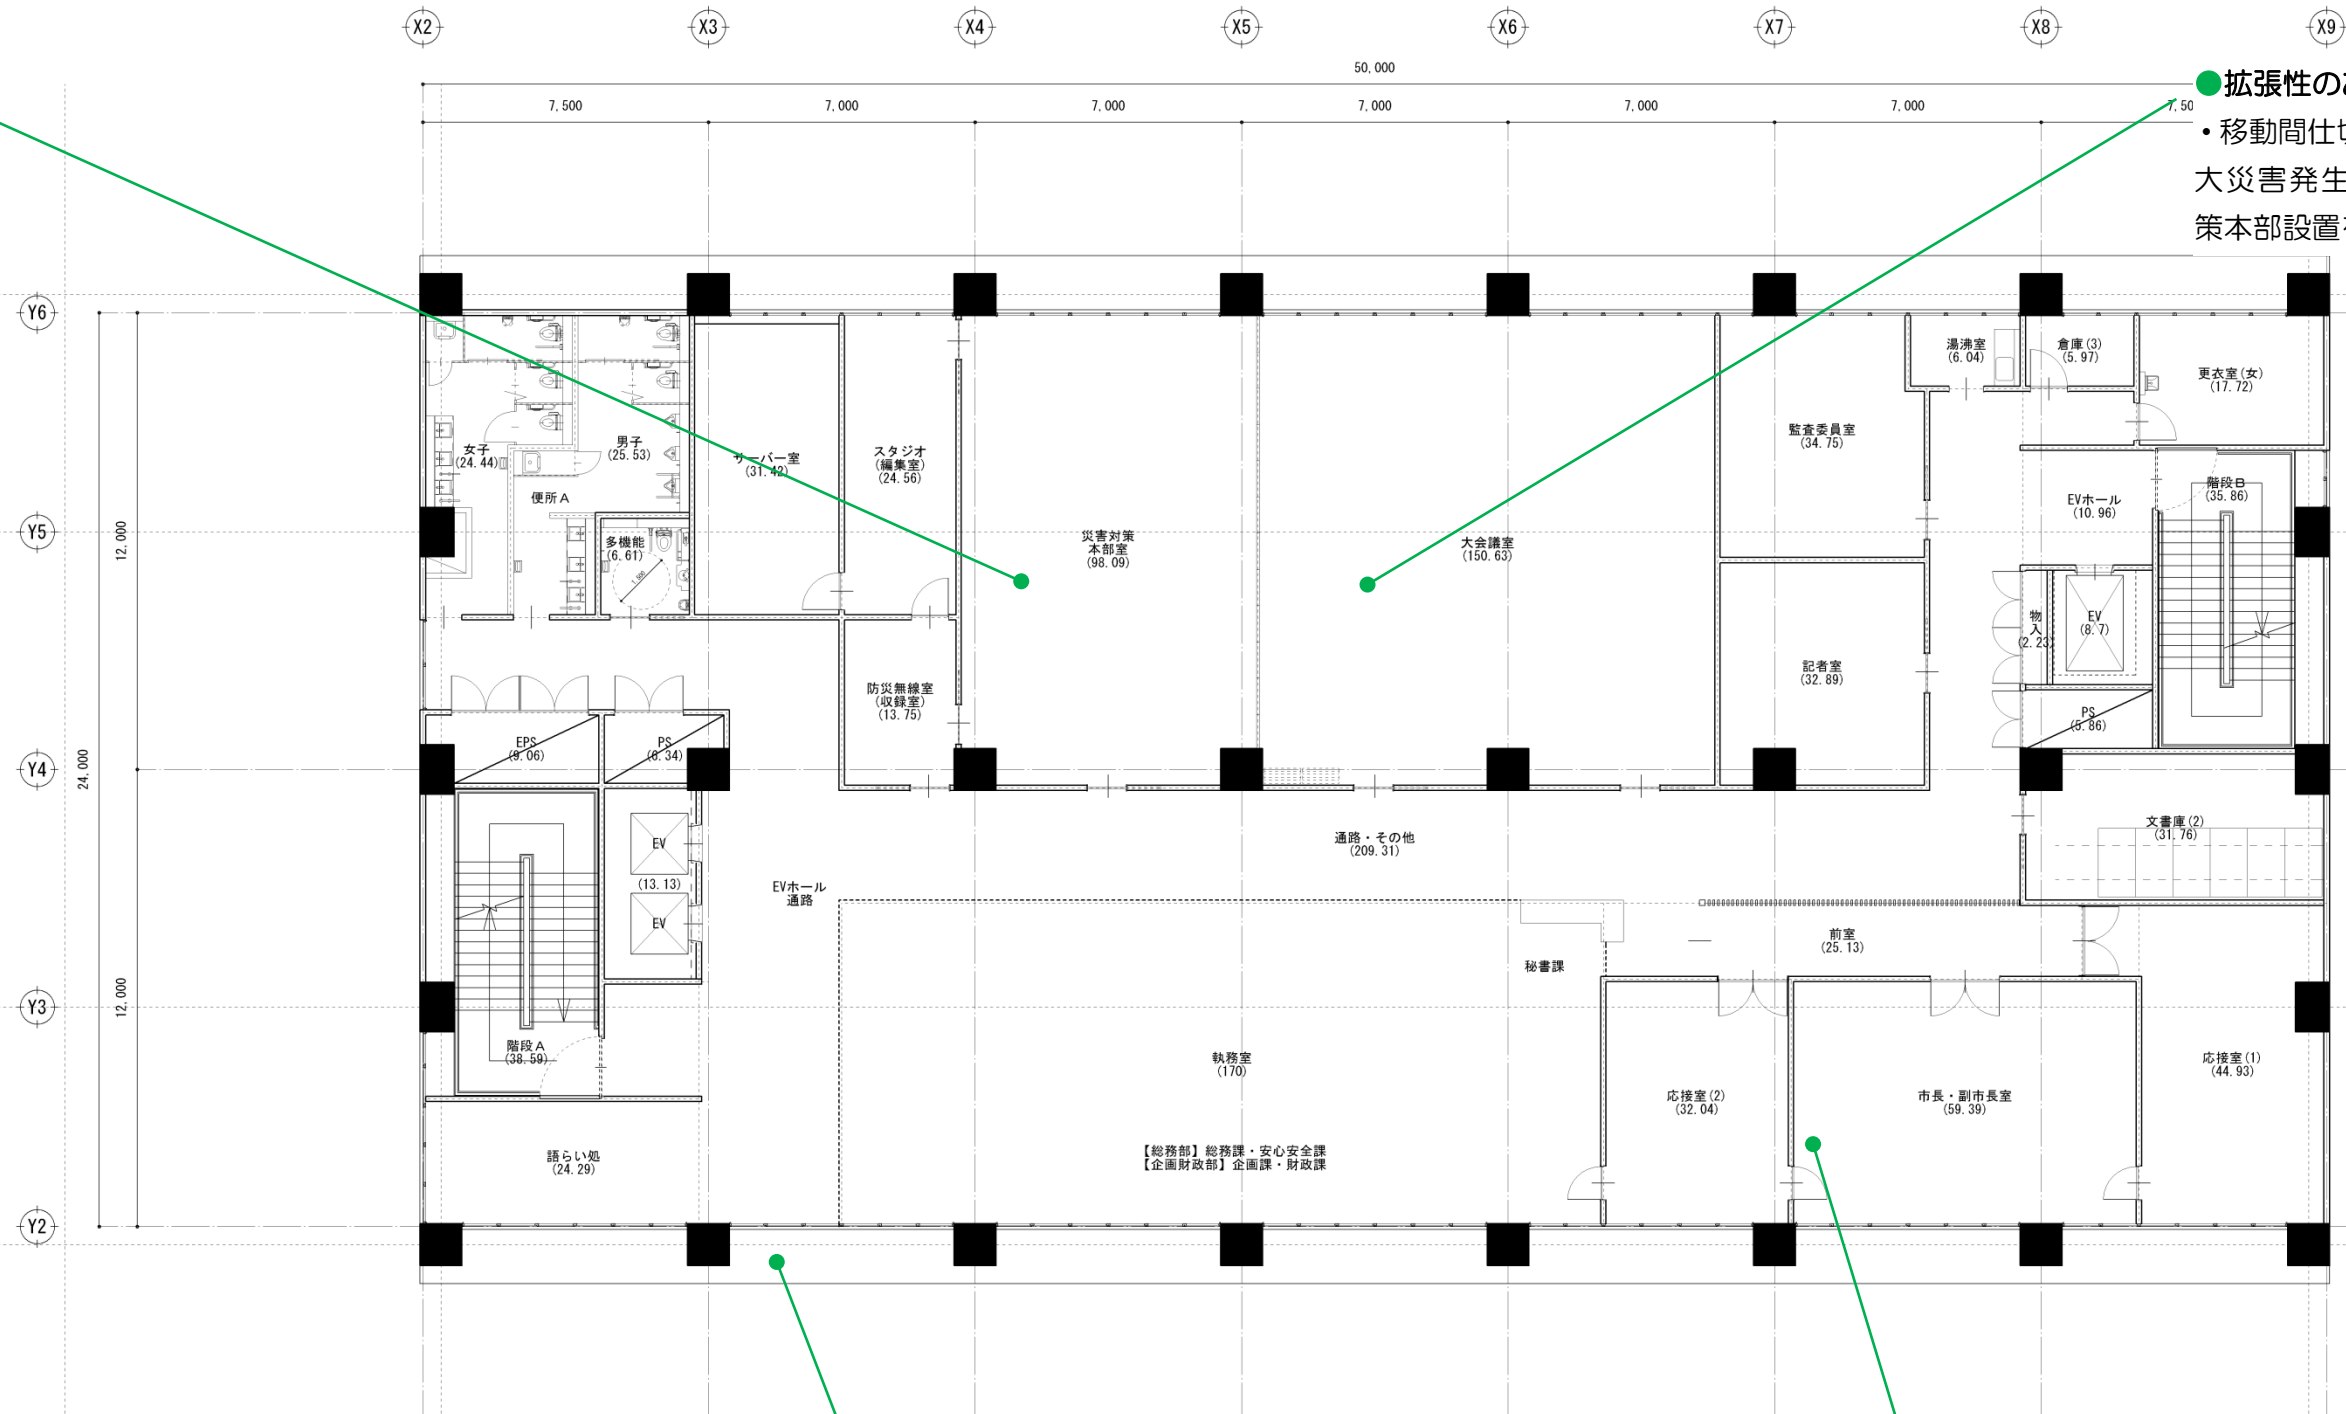 X2
X3
X4
X5
X6
X7
X8
X9
50,000
7,500
7,000
7,000
7,000
7,000
7,000
7,50
●拡張性の
・移動間仕
大災害発生
策本部設置
Y6
Y5
Y4
Y3
Y2
12,000
24,000
12,000
女子
(24.44)
男子
(25.53)
便所A
多機能
(6.61)
1,500
サーバー室
(31.42)
スタジオ
(編集室)
(24.56)
災害対策
本部室
(98.09)
大会議室
(150.63)
監査委員室
(34.75)
湯沸室
(6.04)
倉庫(3)
(5.97)
更衣室(女)
(17.72)
EVホール
(10.96)
階段B
(35.86)
物
入
(2.23)
EV
(8.7)
記者室
(32.89)
防災無線室
(収録室)
(13.75)
PS
(5.86)
EPS
(9.06)
PS
(6.34)
EV
(13.13)
EV
EVホール
通路
通路・その他
(209.31)
文書庫(2)
(31.76)
前室
(25.13)
秘書課
階段A
(38.59)
執務室
(170)
応接室(2)
(32.04)
市長・副市長室
(59.39)
応接室(1)
(44.93)
語らい処
(24.29)
【総務部】総務課・安心安全課
【企画財政部】企画課・財政課